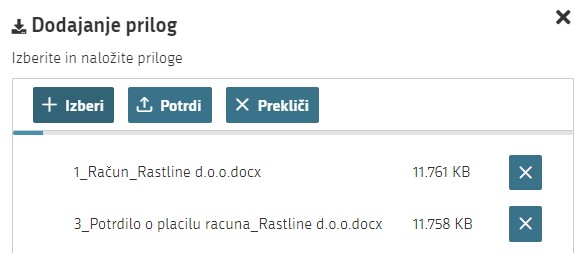 Dodajanje prilog
Izberite in naložite priloge
Izberi Potrdi Prekliči
1_Račun_Rastline d.o.o.docx 11.761 KB
3_Potrdilo o placilu racuna_Rastline d.o.o.docx 11.758 KB